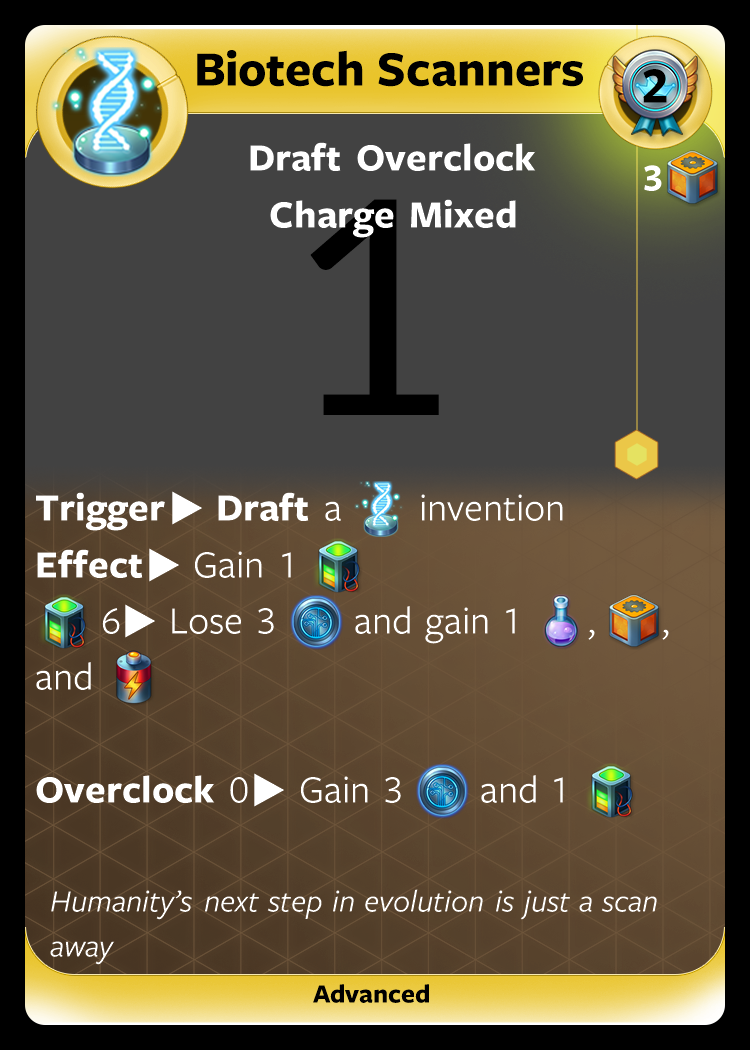 Biotech Scanners
2
Draft Overclock
3
Charge Mixed
1
Trigger▶ Draft a invention
Effect▶ Gain 1
6▶ Lose 3 and gain 1 , ,
and
Overclock 0▶ Gain 3 and 1
Humanity’s next step in evolution is just a scan
away
Advanced